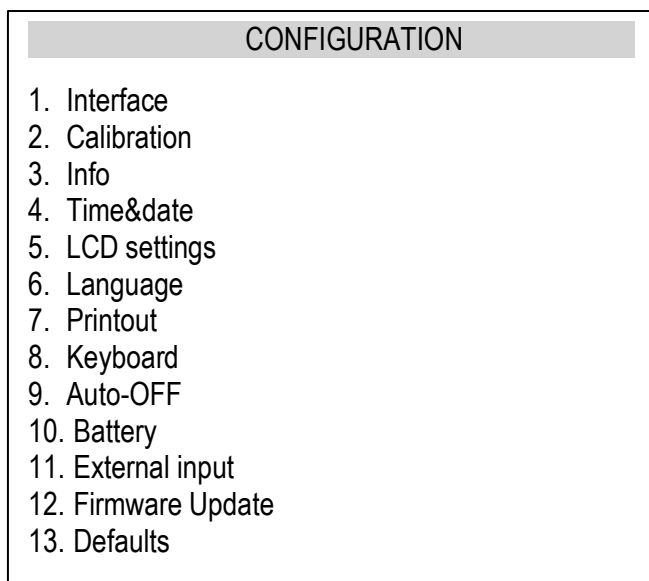 CONFIGURATION
1. Interface
2. Calibration
3. Info
4. Time&date
5. LCD settings
6. Language
7. Printout
8. Keyboard
9. Auto-OFF
10. Battery
11. External input
12. Firmware Update
13. Defaults